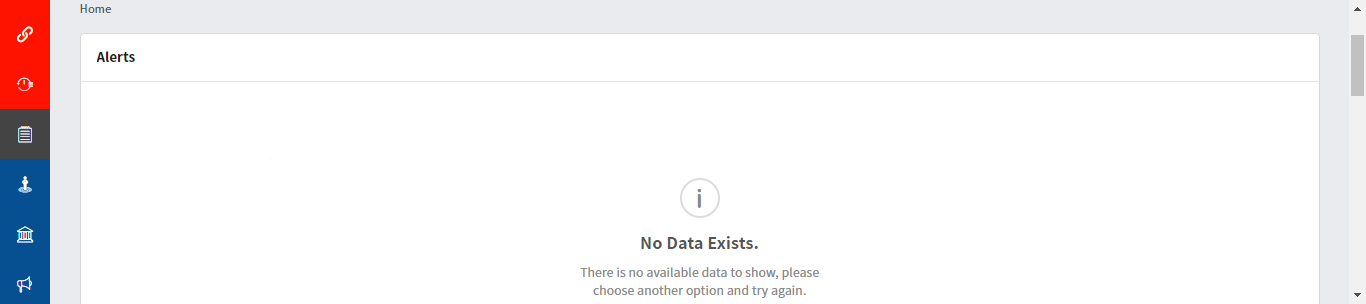 Home
Alerts
No Data Exists.
There is no available data to show, please
choose another option and try again.